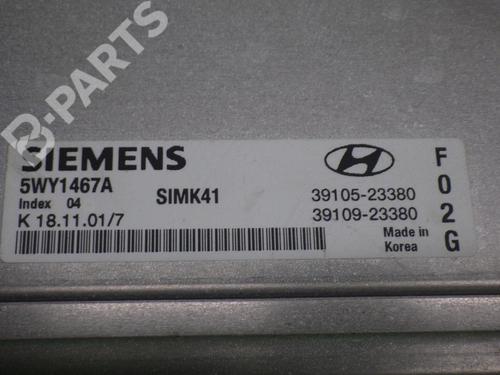 B-PARTS
SIEMENS
5WY1467A
Index 04
SIMK41
K 18.11.01/7
39105-23380
39109-23380
Made in
Korea
F
0
2
G